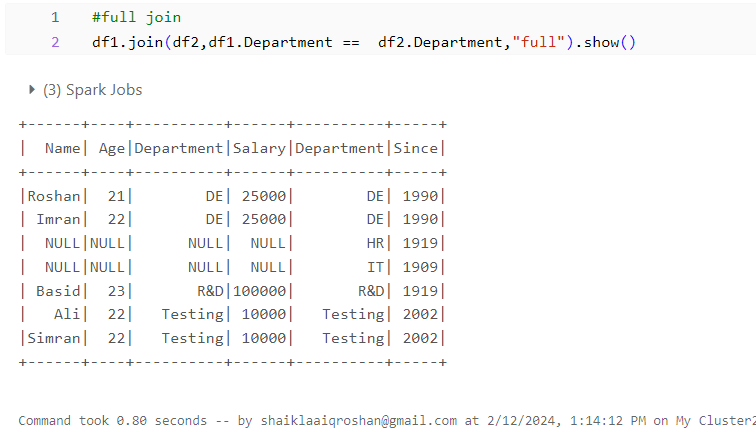 1 #full join
2 df1.join(df2,df1.Department ==  df2.Department,"full").show()
(3) Spark Jobs
+------+----+----------+------+----------+-----+
|  Name| Age|Department|Salary|Department|Since|
+------+----+----------+------+----------+-----+
|Roshan|  21|        DE| 25000|        DE| 1990|
| Imran|  22|        DE| 25000|        DE| 1990|
|  NULL|NULL|      NULL|  NULL|        HR| 1919|
|  NULL|NULL|      NULL|  NULL|        IT| 1909|
| Basid|  23|       R&D|100000|       R&D| 1919|
|   Ali|  22|   Testing| 10000|   Testing| 2002|
|Simran|  22|   Testing| 10000|   Testing| 2002|
+------+----+----------+------+----------+-----+
Command took 0.80 seconds -- by shaiklaaiqroshan@gmail.com at 2/12/2024, 1:14:12 PM on My Cluster2